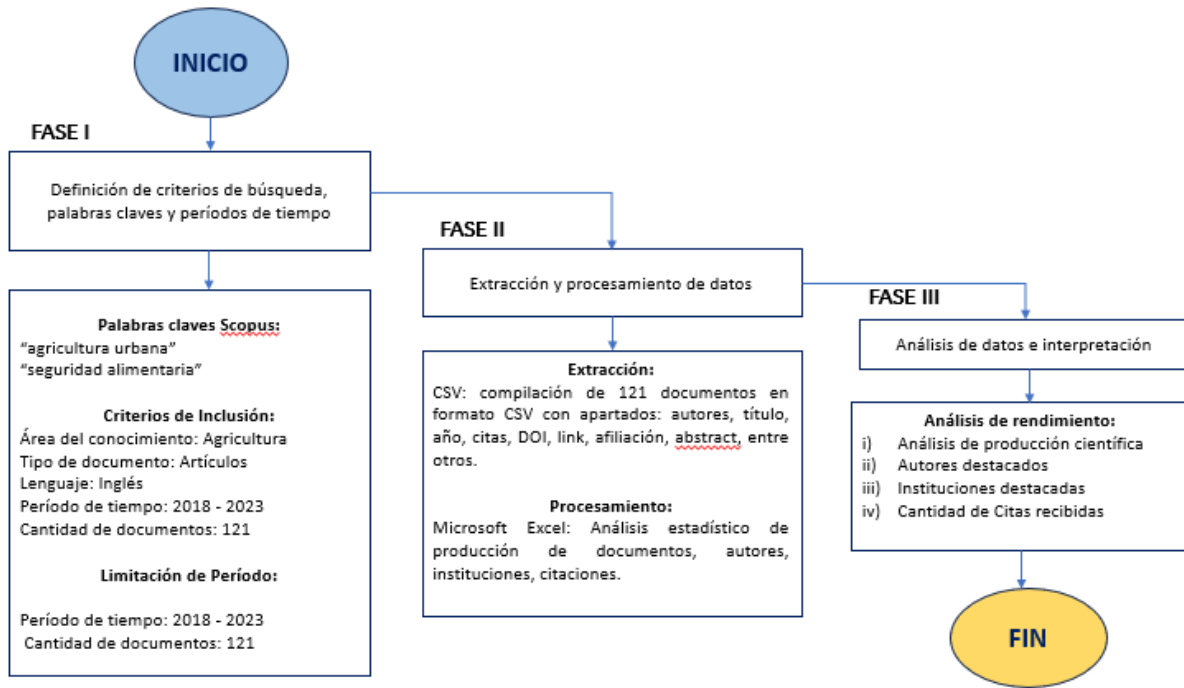 INICIO
FASE I
Definición de criterios de búsqueda,
palabras claves y períodos de tiempo
Palabras claves Scopus:
“agricultura urbana”
“seguridad alimentaria”
Criterios de Inclusión:
Área del conocimiento: Agricultura
Tipo de documento: Artículos
Lenguaje: Inglés
Período de tiempo: 2018 - 2023
Cantidad de documentos: 121
Limitación de Período:
Período de tiempo: 2018 - 2023
Cantidad de documentos: 121
FASE II
Extracción y procesamiento de datos
Extracción:
CSV: compilación de 121 documentos en
formato CSV con apartados: autores, título,
año, citas, DOI, link, afiliación, abstract, entre
otros.
Procesamiento:
Microsoft Excel: Análisis estadístico de
producción de documentos, autores,
instituciones, citaciones.
FASE III
Análisis de datos e interpretación
Análisis de rendimiento:
i) Análisis de producción científica
ii) Autores destacados
iii) Instituciones destacadas
iv) Cantidad de Citas recibidas
FIN